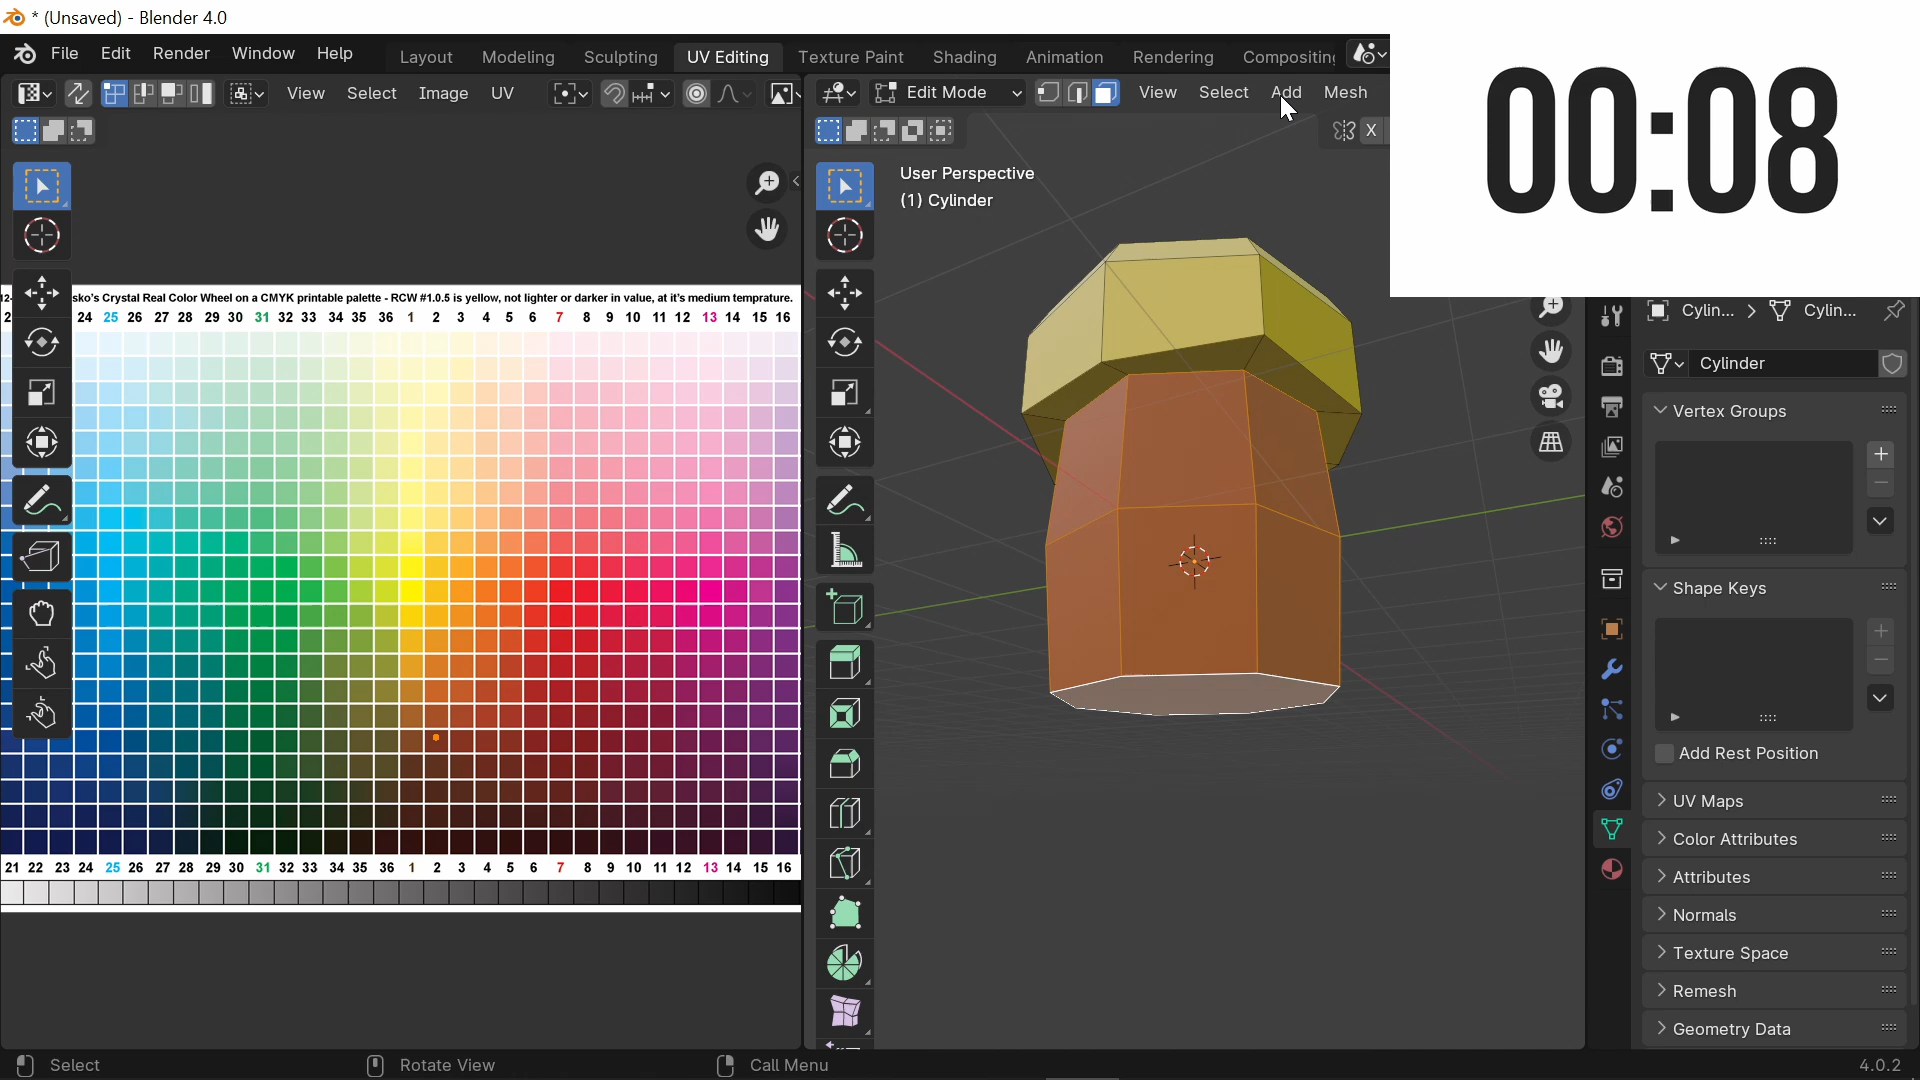 * (Unsaved) - Blender 4.0
File Edit Render Window Help
Layout Modeling Sculpting UV Editing Texture Paint Shading Animation Rendering Compositing
00:08
View Select Image UV
Edit Mode View Select Add Mesh
X
User Perspective
(1) Cylinder
sko's Crystal Real Color Wheel on a CMYK printable palette - RCW #1.0.5 is yellow, not lighter or darker in value, at it's medium temprature.
24 25 26 27 28 29 30 31 32 33 34 35 36 1 2 3 4 5 6 7 8 9 10 11 12 13 14 15 16
21 22 23 24 25 26 27 28 29 30 31 32 33 34 35 36 1 2 3 4 5 6 7 8 9 10 11 12 13 14 15 16
Cylin... Cylin...
Cylinder
Vertex Groups
Shape Keys
Add Rest Position
UV Maps
Color Attributes
Attributes
Normals
Texture Space
Remesh
Geometry Data
Select Rotate View Call Menu 4.0.2